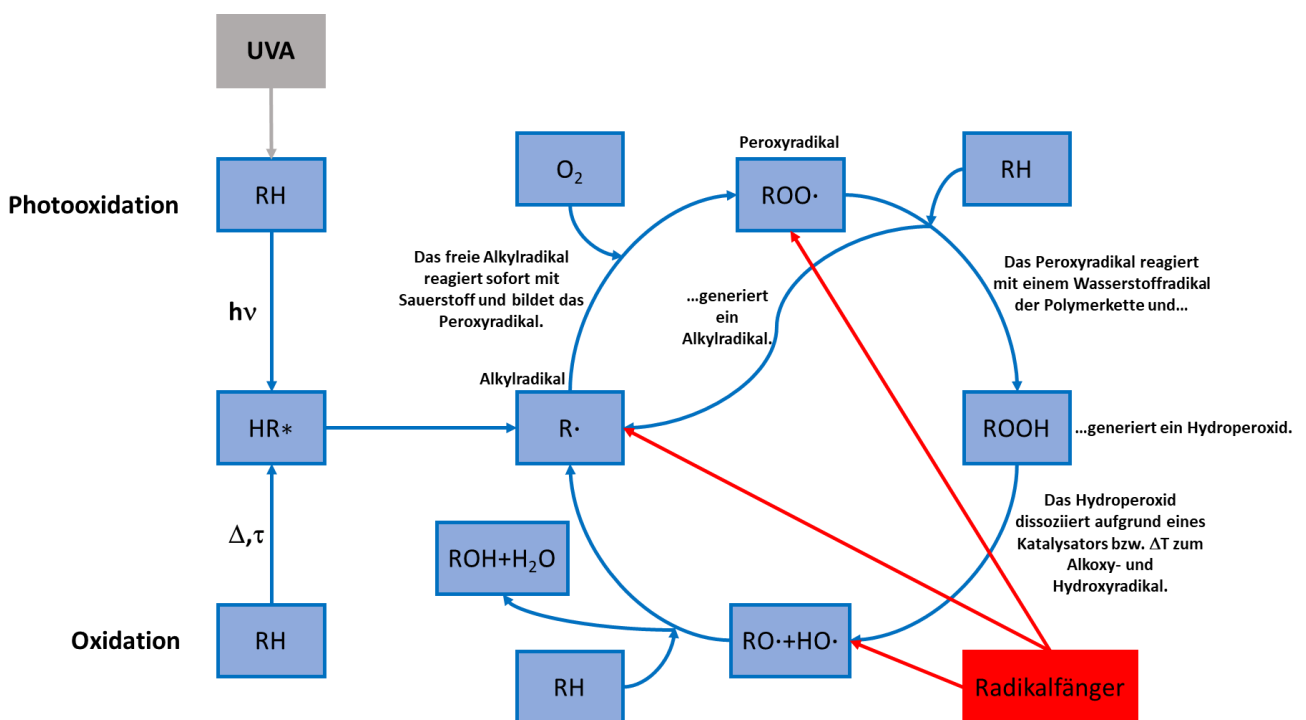 UVA
Photooxidation
RH
hν
HR*
Δ,τ
Oxidation
RH
O₂
Peroxyradikal
ROO·
RH
Das freie Alkylradikal
reagiert sofort mit
Sauerstoff und bildet das
Peroxyradikal.
...generiert
ein
Alkylradikal.
Das Peroxyradikal reagiert
mit einem Wasserstoffradikal
der Polymerkette und...
Alkylradikal
R·
ROOH
...generiert ein Hydroperoxid.
Das Hydroperoxid
dissoziiert aufgrund eines
Katalysators bzw. ΔT zum
Alkoxy- und
Hydroxyradikal.
ROH+H₂O
RH
RO·+HO·
Radikalfänger